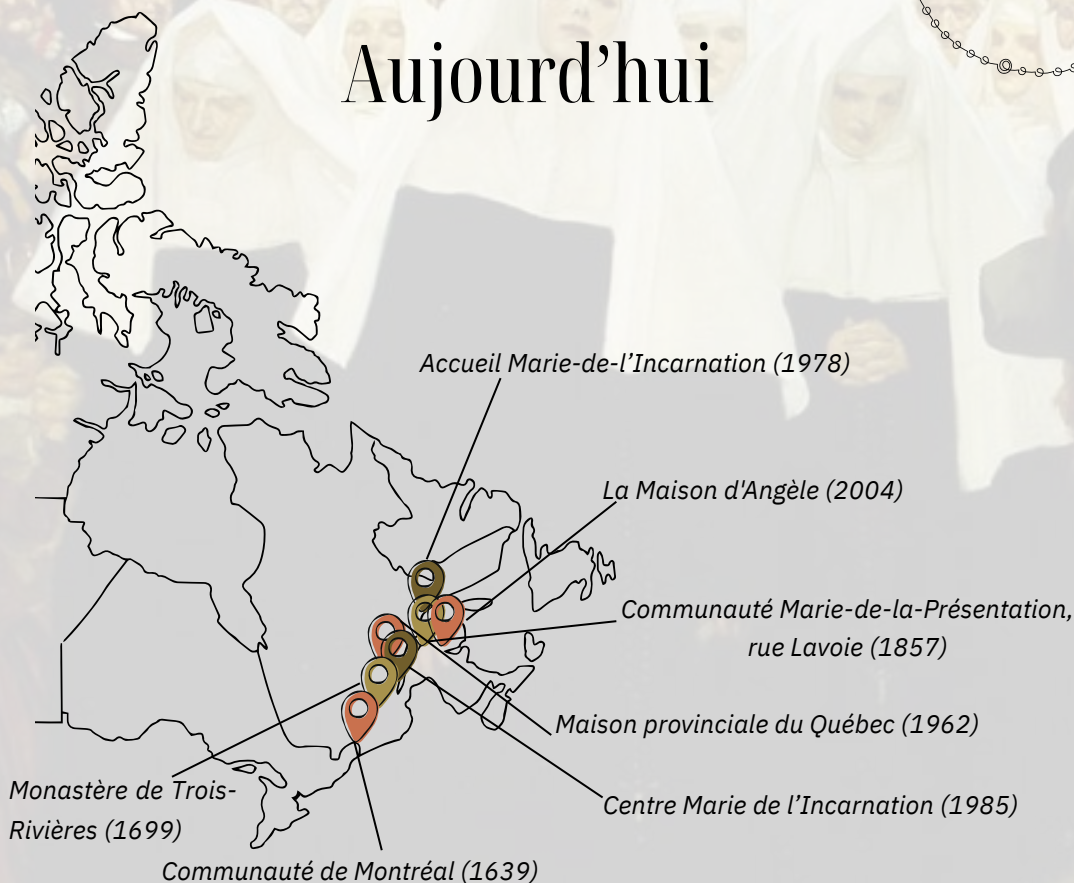 Aujourd’hui
Accueil Marie-de-l’Incarnation (1978)
La Maison d'Angèle (2004)
Communauté Marie-de-la-Présentation,
rue Lavoie (1857)
Maison provinciale du Québec (1962)
Centre Marie de l’Incarnation (1985)
Monastère de Trois-
Rivières (1699)
Communauté de Montréal (1639)